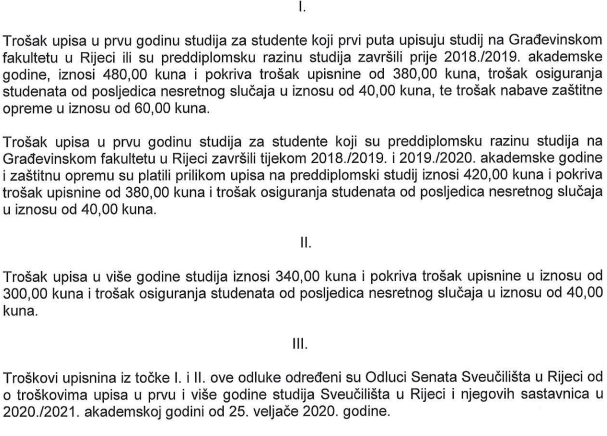 I.
Trošak upisa u prvu godinu studija za studente koji prvi puta upisuju studij na Građevinskom
fakultetu u Rijeci ili su preddiplomsku razinu studija završili prije 2018./2019. akademske
godine, iznosi 480,00 kuna i pokriva trošak upisnine od 380,00 kuna, trošak osiguranja
studenata od posljedica nesretnog slučaja u iznosu od 40,00 kuna, te trošak nabave zaštitne
opreme u iznosu od 60,00 kuna.
Trošak upisa u prvu godinu studija za studente koji su preddiplomsku razinu studija na
Građevinskom fakultetu u Rijeci završili tijekom 2018./2019. i 2019./2020. akademske godine
i zaštitnu opremu su platili prilikom upisa na preddiplomski studij iznosi 420,00 kuna i pokriva
trošak upisnine od 380,00 kuna i trošak osiguranja studenata od posljedica nesretnog slučaja
u iznosu od 40,00 kuna.
II.
Trošak upisa u više godine studija iznosi 340,00 kuna i pokriva trošak upisnine u iznosu od
300,00 kuna i trošak osiguranja studenata od posljedica nesretnog slučaja u iznosu od 40,00
kuna.
III.
Troškovi upisnina iz točke I. i II. ove odluke određeni su Odluci Senata Sveučilišta u Rijeci od
o troškovima upisa u prvu i više godine studija Sveučilišta u Rijeci i njegovih sastavnica u
2020./2021. akademskoj godini od 25. veljače 2020. godine.